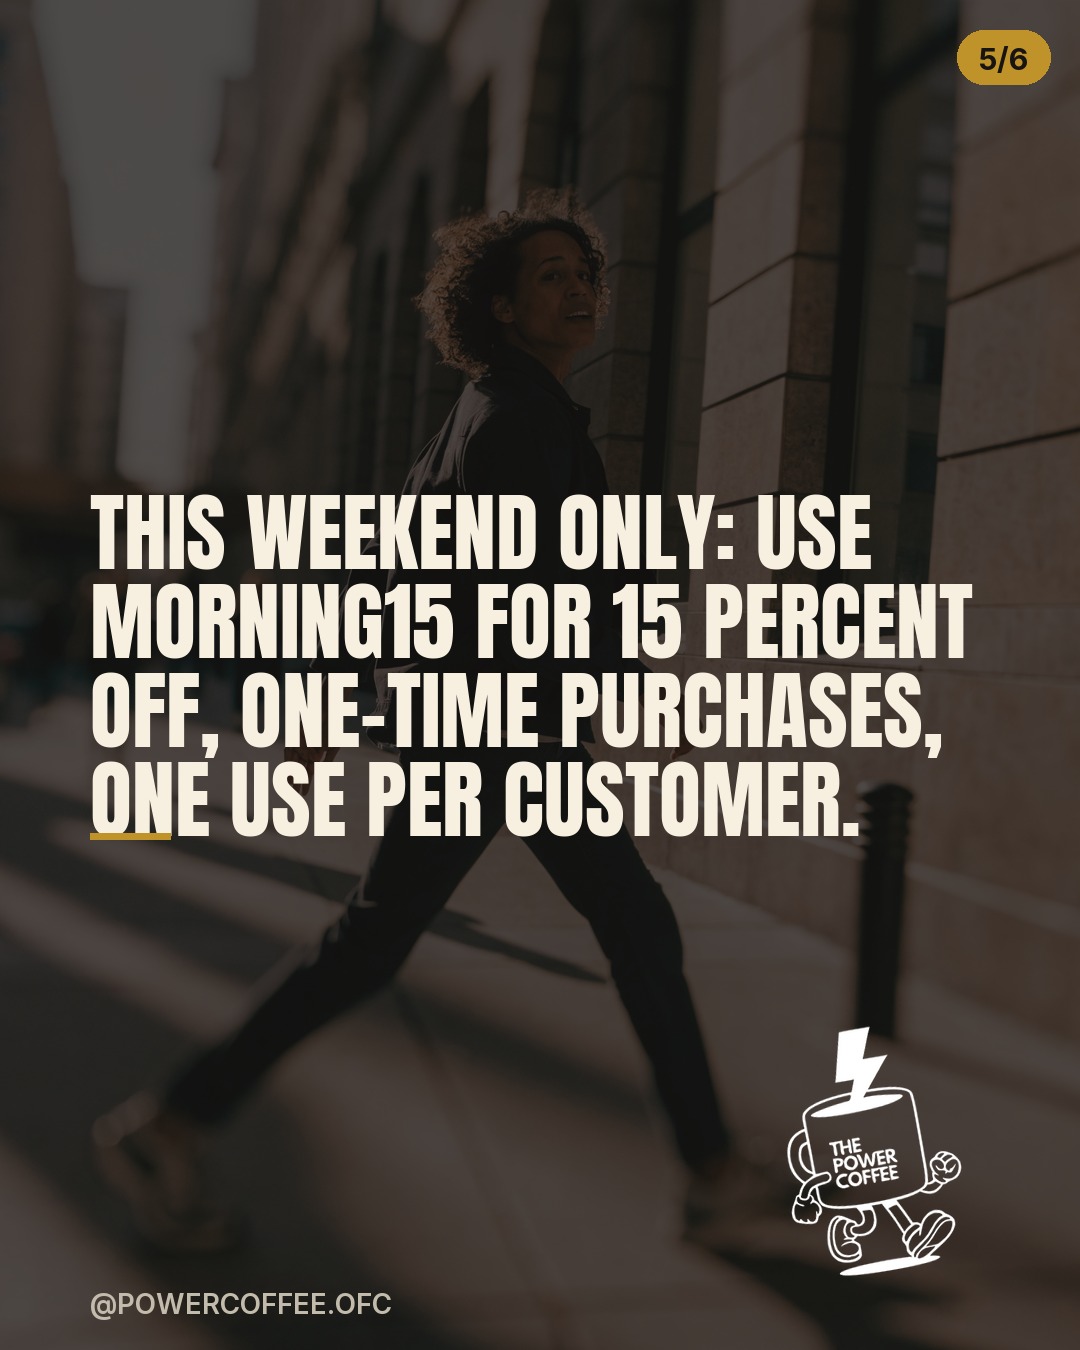 5/6
THIS WEEKEND ONLY: USE
MORNING15 FOR 15 PERCENT
OFF, ONE-TIME PURCHASES,
ONE USE PER CUSTOMER.
THE
POWER
COFFEE
@POWERCOFFEE.OFC